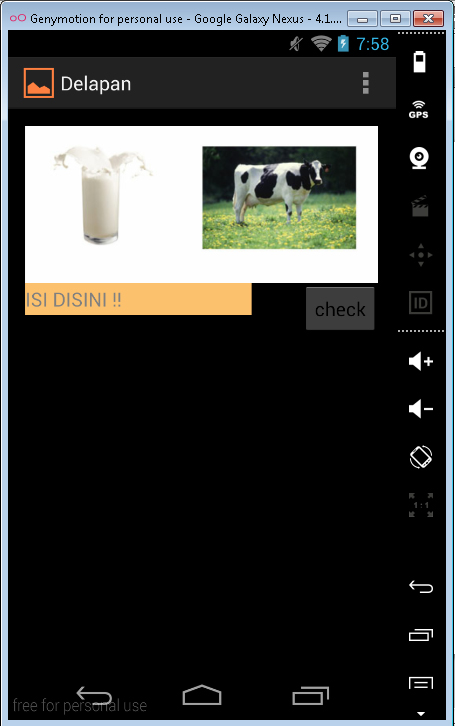 Genymotion for personal use - Google Galaxy Nexus - 4.1....
7:58
Delapan
GPS
ISI DISINI !!
check
ID
1:1
free for personal use